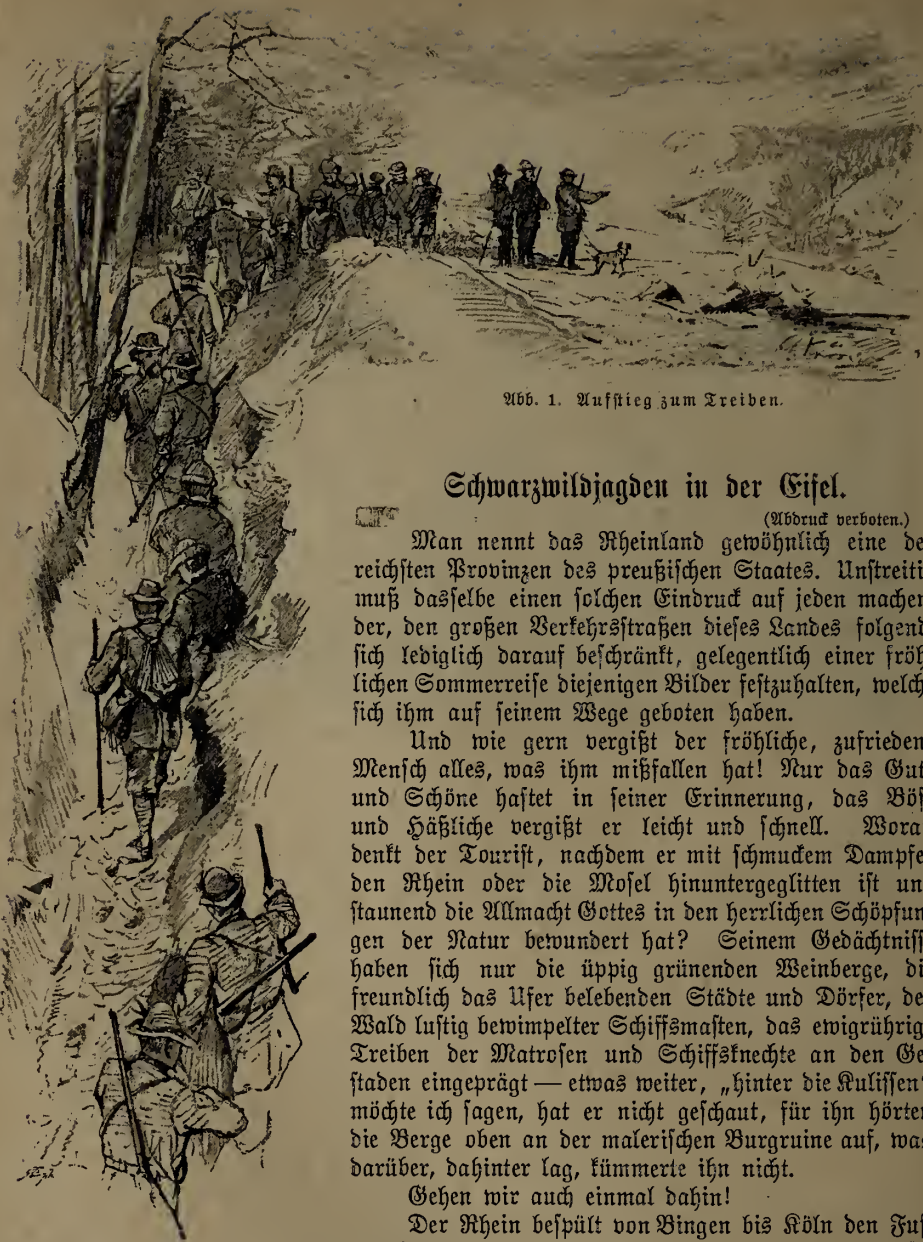 Abb. 1. Aufstieg zum Treiben.
Schwarzwildjagden in der Eifel.
(Abdruck verboten.)
Man nennt das Rheinland gewöhnlich eine de
reichsten Provinzen des preußischen Staates. Unstreiti
muß dasselbe einen solchen Eindruck auf jeden machen
der, den großen Verkehrsstraßen dieses Landes folgend
sich lediglich darauf beschränkt, gelegentlich einer fröh
lichen Sommerreise diejenigen Bilder festzuhalten, welch
sich ihm auf seinem Wege geboten haben.
Und wie gern vergißt der fröhliche, zufrieden
Mensch alles, was ihm mißfallen hat! Nur das Gut
und Schöne haftet in seiner Erinnerung, das Bös
und Häßliche vergißt er leicht und schnell. Wora
denkt der Tourist, nachdem er mit schmuckem Dampfe
den Rhein oder die Mosel hinuntergeglitten ist un
staunend die Allmacht Gottes in den herrlichen Schöpfun
gen der Natur bewundert hat? Seinem Gedächtniss
haben sich nur die üppig grünenden Weinberge, di
freundlich das Ufer belebenden Städte und Dörfer, de
Wald lustig bewimpelter Schiffsmasten, das ewigrührig
Treiben der Matrosen und Schiffsknechte an den Ge
staden eingeprägt — etwas weiter, „hinter die Kulissen“
möchte ich sagen, hat er nicht geschaut, für ihn hörte
die Berge oben an der malerischen Burgruine auf, wa
darüber, dahinter lag, kümmerte ihn nicht.
Gehen wir auch einmal dahin!
Der Rhein bespült von Bingen bis Köln den Fuß